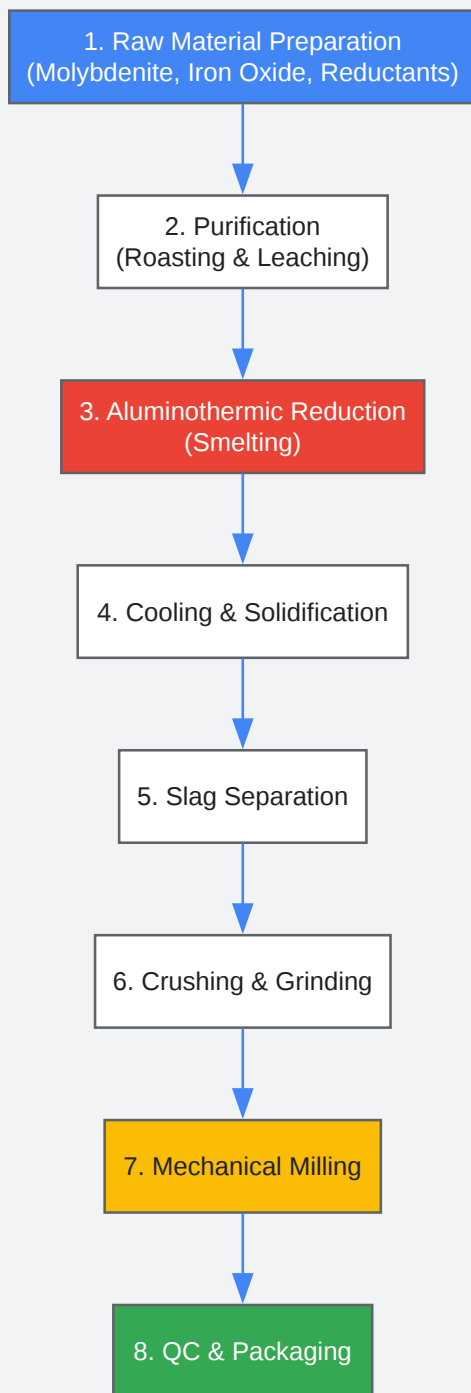 1. Raw Material Preparation
(Molybdenite, Iron Oxide, Reductants)
2. Purification
(Roasting & Leaching)
3. Aluminothermic Reduction
(Smelting)
4. Cooling & Solidification
5. Slag Separation
6. Crushing & Grinding
7. Mechanical Milling
8. QC & Packaging